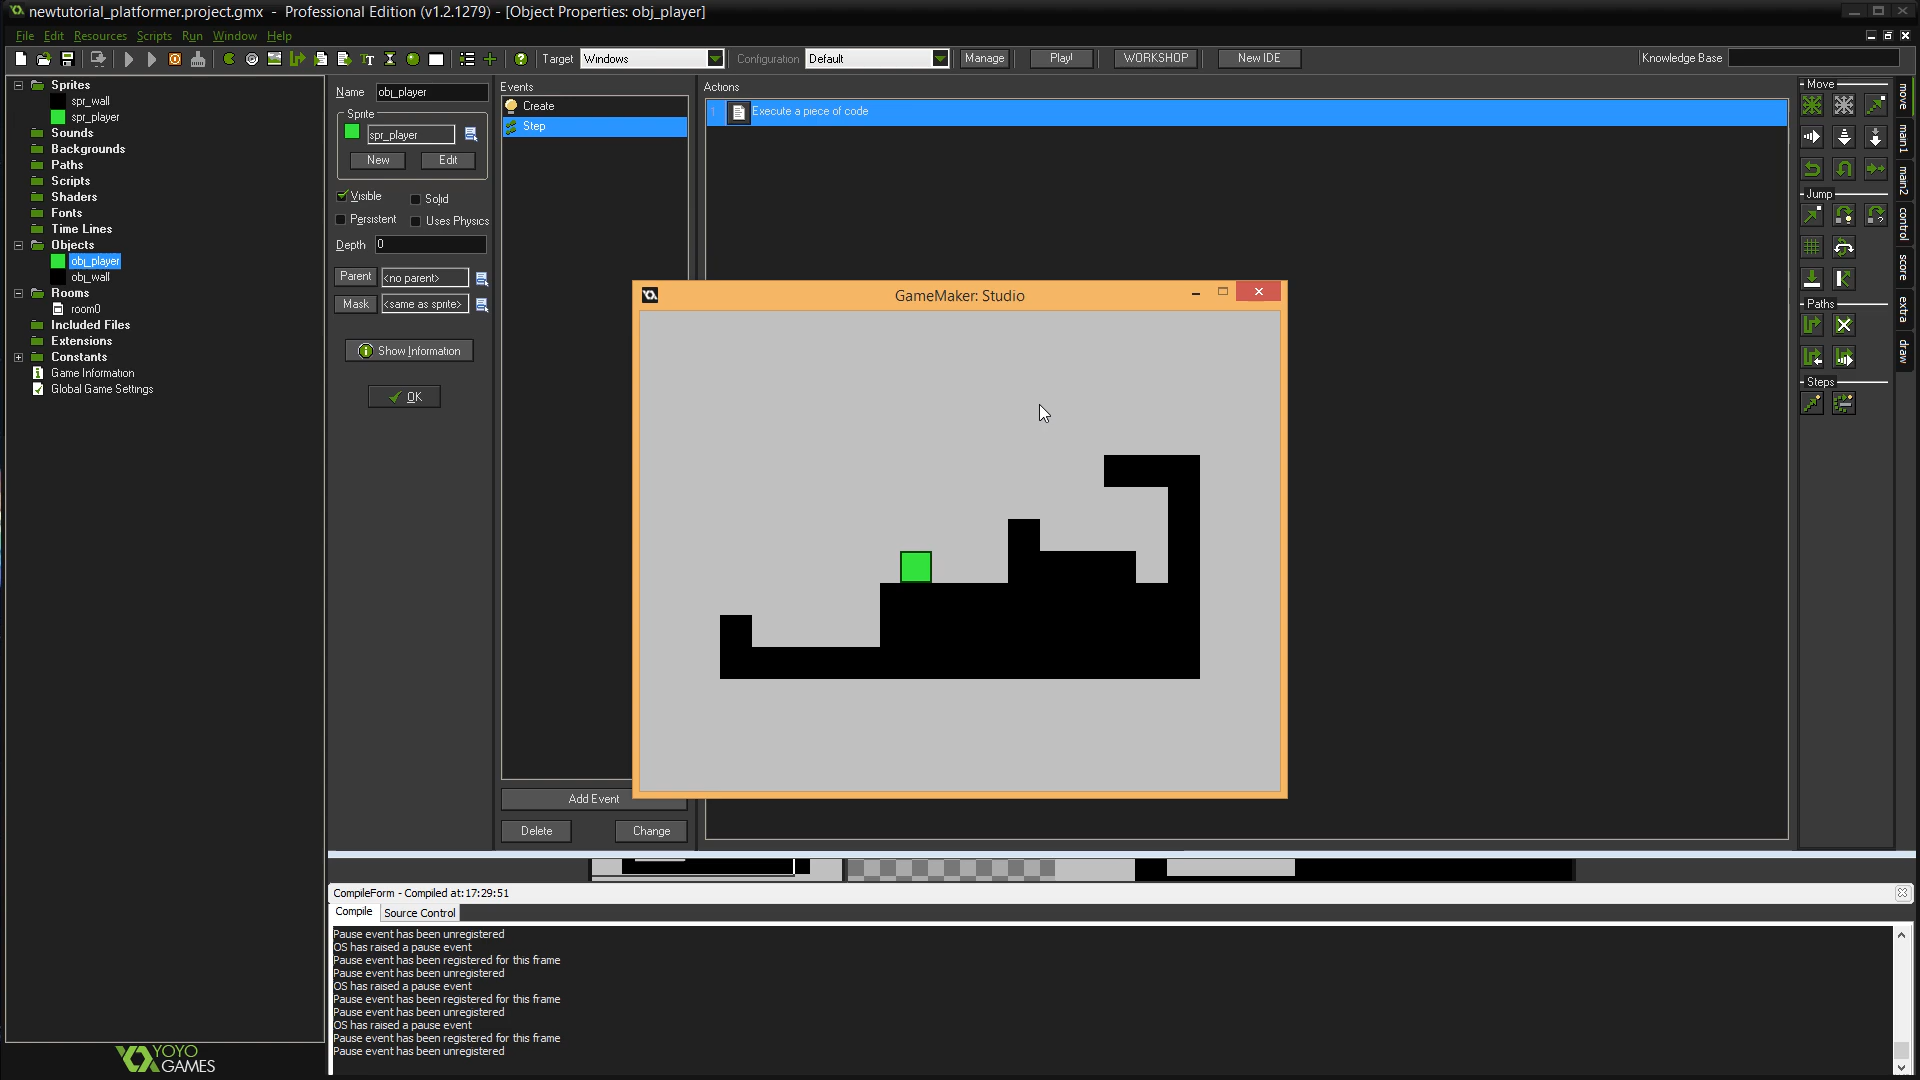 newtutorial_platformer.project.gmx - Professional Edition (v1.2.1279) - [Object Properties: obj_player]
File Edit Resources Scripts Run Window Help
Target Windows Configuration Default Manage Play! WORKSHOP New IDE Knowledge Base
Sprites
spr_wall
spr_player
Sounds
Backgrounds
Paths
Scripts
Shaders
Fonts
Time Lines
Objects
obj_player
obj_wall
Rooms
room0
Included Files
Extensions
Constants
Game Information
Global Game Settings
YOYO
GAMES
Name obj_player
Sprite
spr_player
New Edit
Visible Solid
Persistent Uses Physics
Depth 0
Parent <no parent>
Mask <same as sprite>
Show Information
OK
Events
Create
Step
Add Event
Delete Change
Actions
1 Execute a piece of code
GameMaker: Studio
Move
Jump
Paths
Steps
move
main1
main2
control
score
extra
draw
CompileForm - Compiled at:17:29:51
Compile Source Control
Pause event has been unregistered
OS has raised a pause event
Pause event has been registered for this frame
Pause event has been unregistered
OS has raised a pause event
Pause event has been registered for this frame
Pause event has been unregistered
OS has raised a pause event
Pause event has been registered for this frame
Pause event has been unregistered